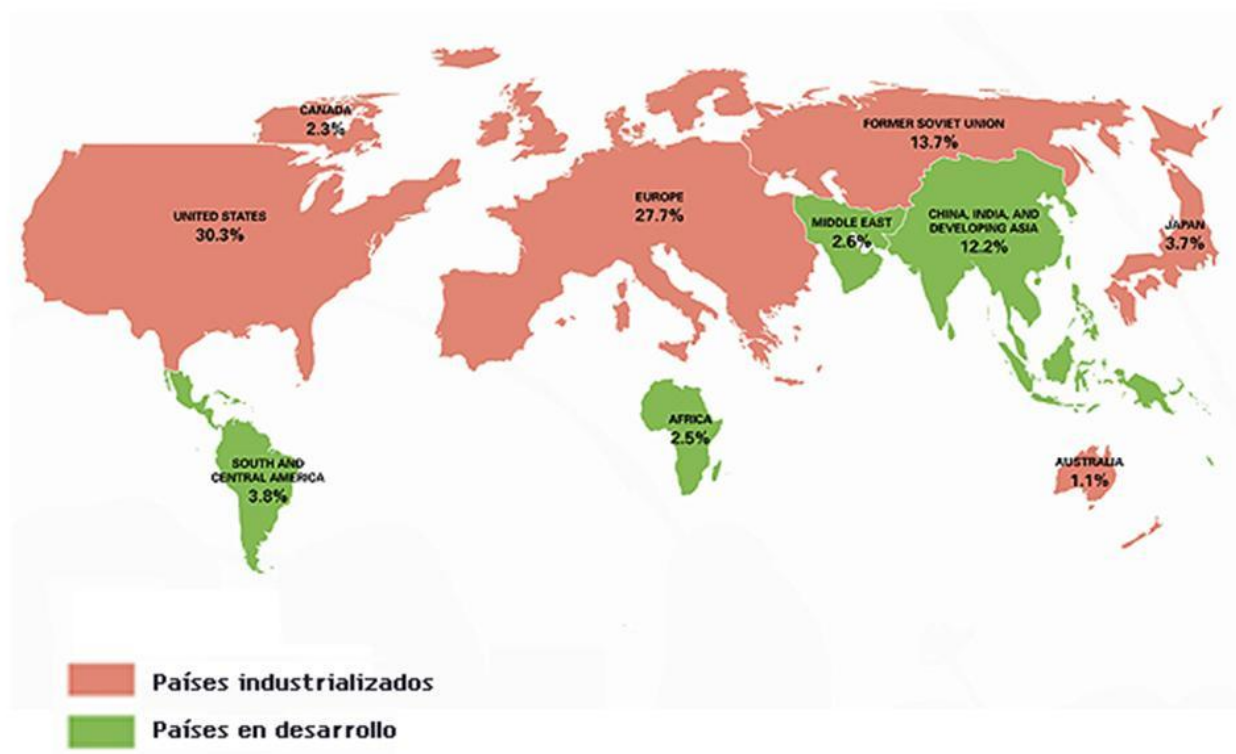 CANADA
2.3%
FORMER SOVIET UNION
13.7%
UNITED STATES
30.3%
EUROPE
27.7%
MIDDLE EAST
2.6%
CHINA, INDIA, AND
DEVELOPING ASIA
12.2%
JAPAN
3.7%
AFRICA
2.5%
SOUTH AND
CENTRAL AMERICA
3.8%
AUSTRALIA
1.1%
Países industrializados
Países en desarrollo